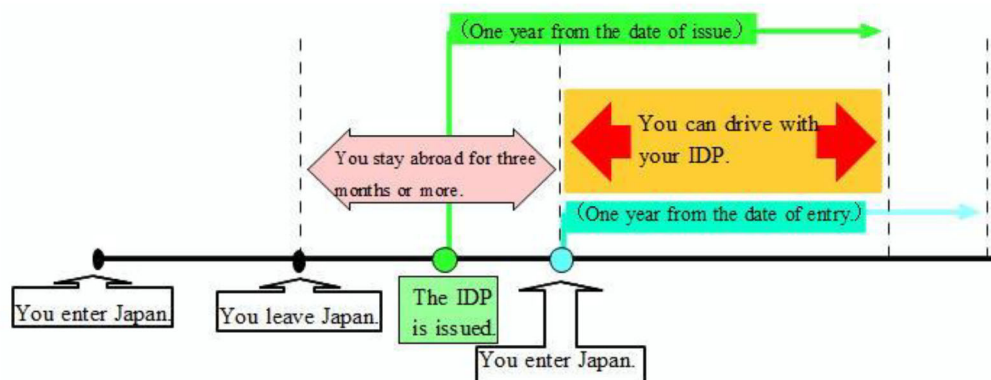 (One year from the date of issue.)
You can drive with
your IDP.
You stay abroad for three
months or more.
(One year from the date of entry.)
You enter Japan.
You leave Japan.
The IDP
is issued.
You enter Japan.